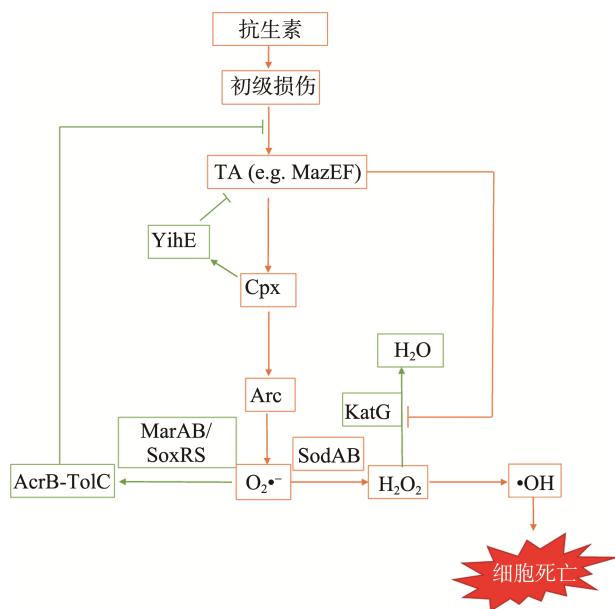 抗生素
初级损伤
TA (e.g. MazEF)
YihE
Cpx
H₂O
Arc
KatG
MarAB/
SoxRS
SodAB
AcrB-TolC
O₂•⁻
H₂O₂
•OH
细胞死亡